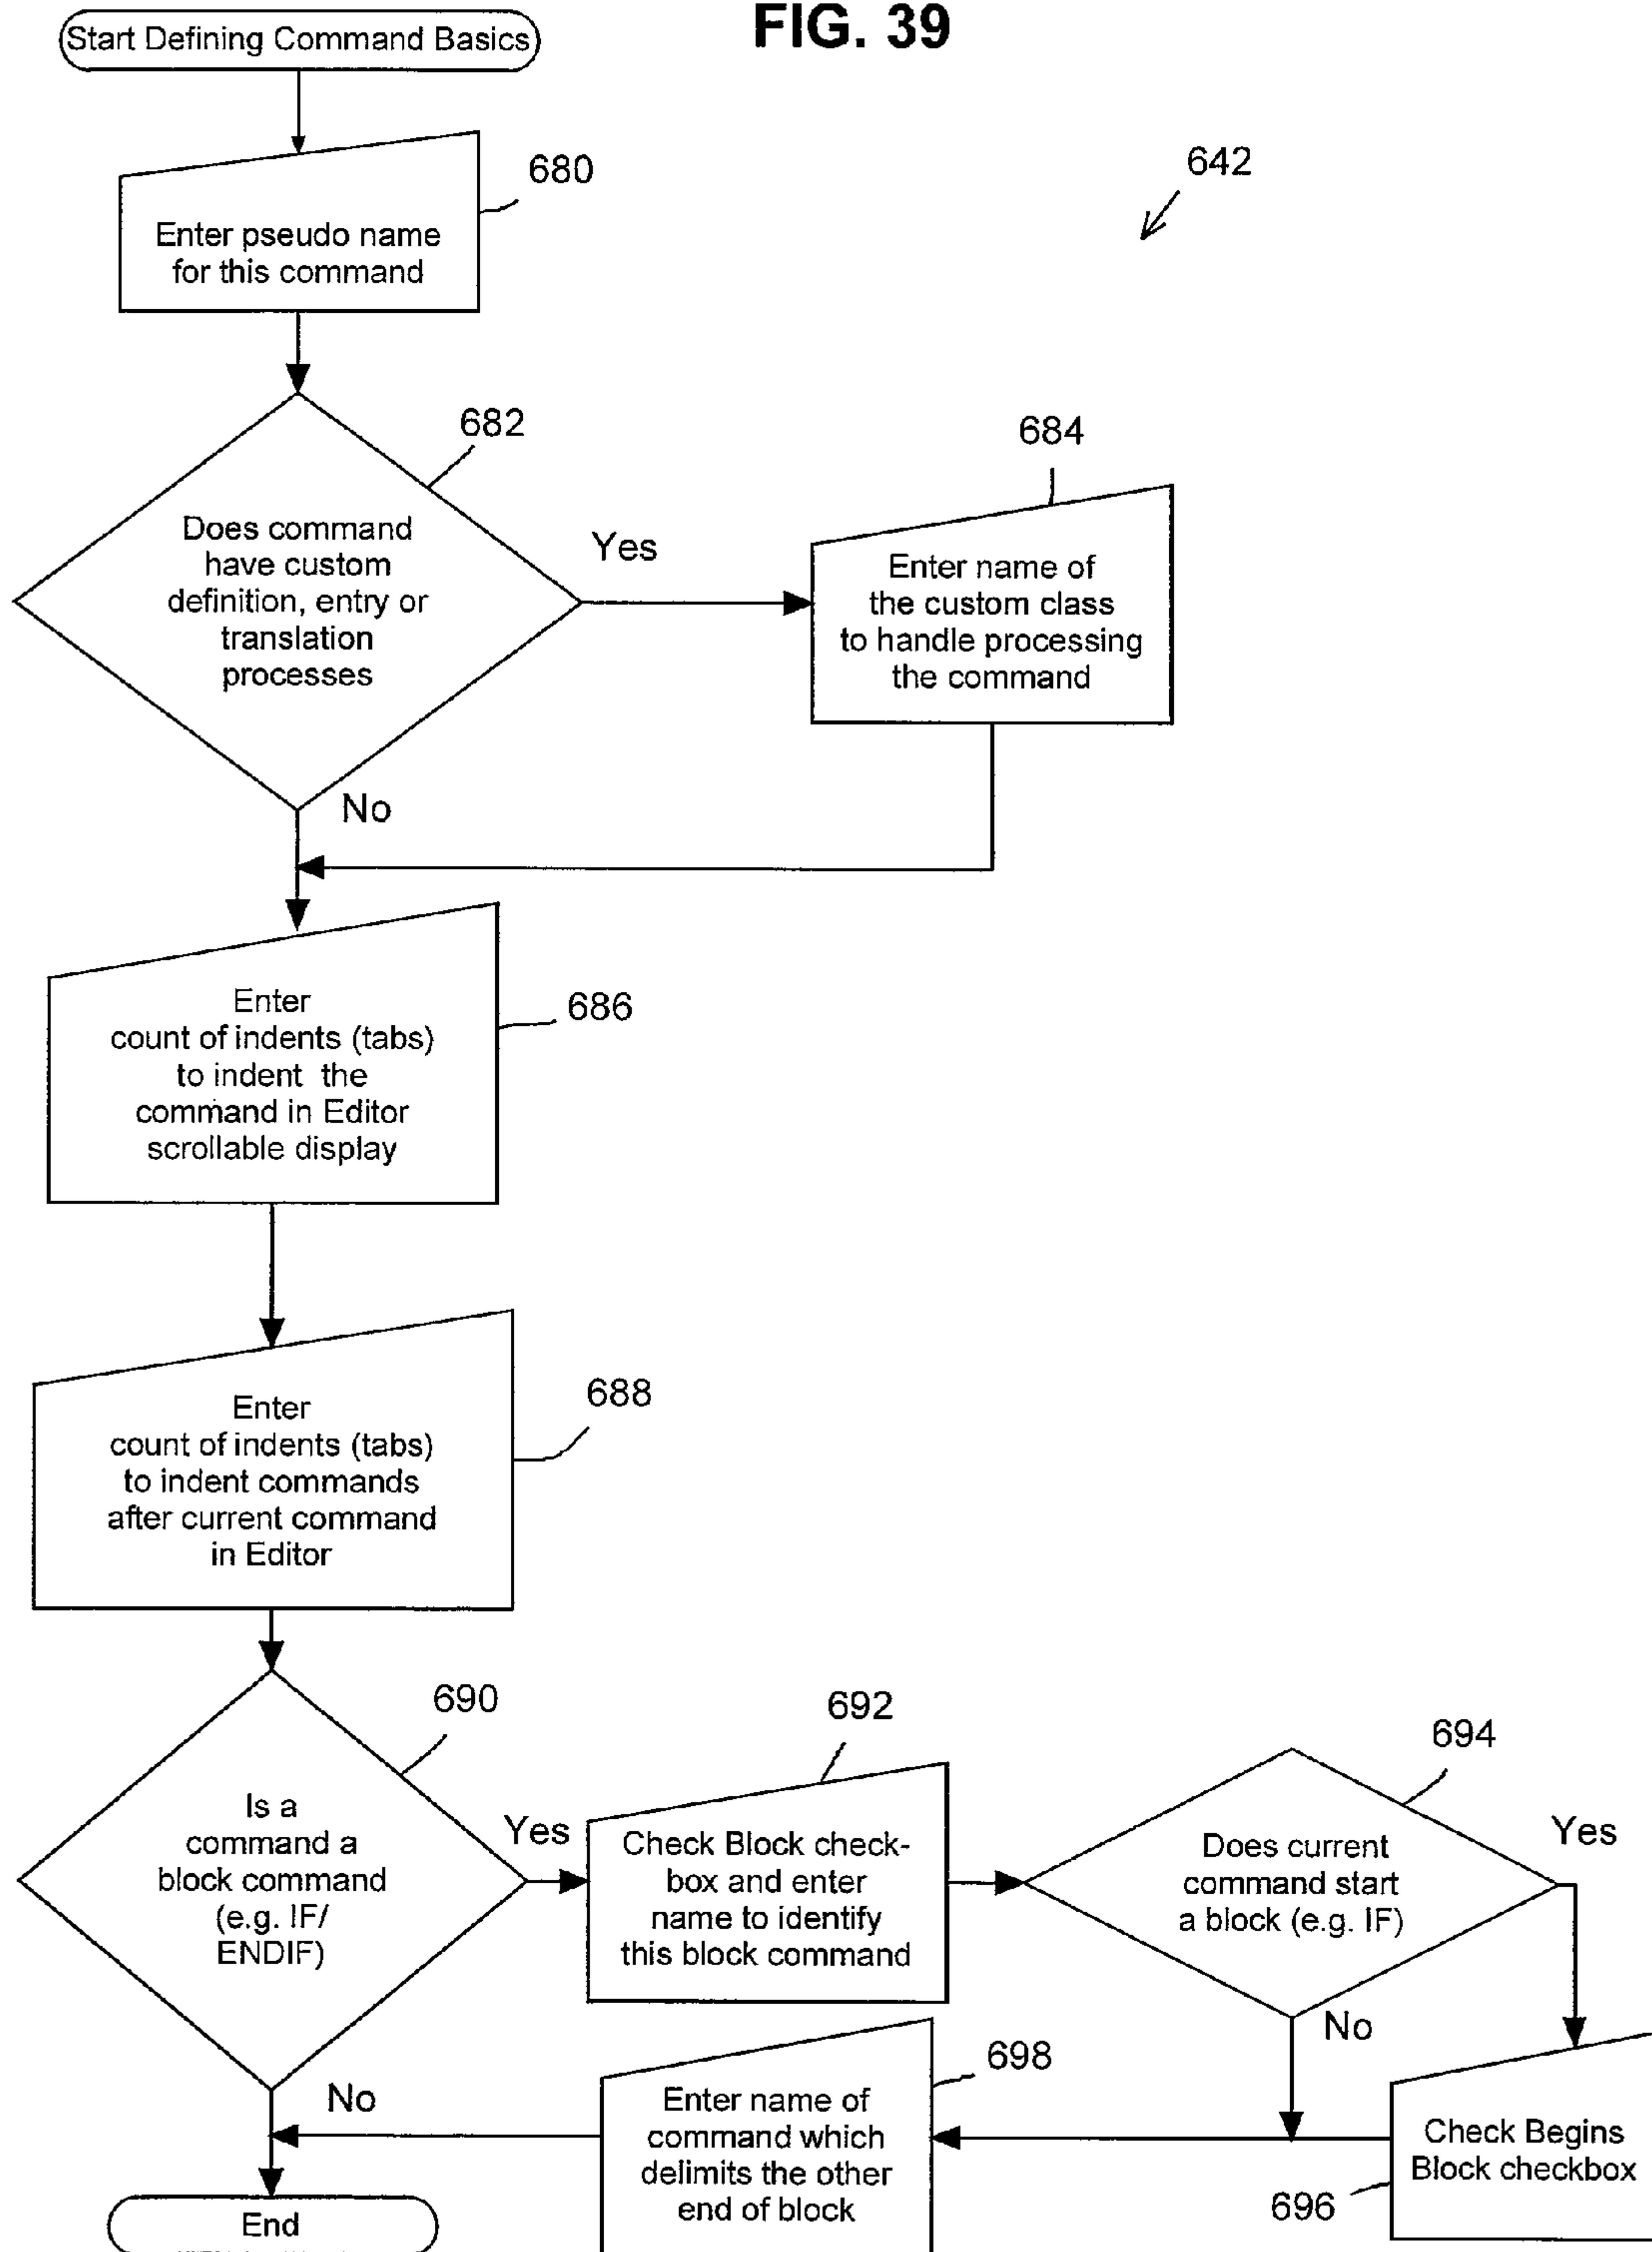 FIG. 39
Start Defining Command Basics
642
680
Enter pseudo name
for this command
682
Does command
have custom
definition, entry or
translation
processes
Yes
684
Enter name of
the custom class
to handle processing
the command
No
686
Enter
count of indents (tabs)
to indent the
command in Editor
scrollable display
688
Enter
count of indents (tabs)
to indent commands
after current command
in Editor
690
Is a
command a
block command
(e.g. IF/
ENDIF)
Yes
692
Check Block check-
box and enter
name to identify
this block command
694
Does current
command start
a block (e.g. IF)
Yes
No
696
Check Begins
Block checkbox
698
Enter name of
command which
delimits the other
end of block
No
End